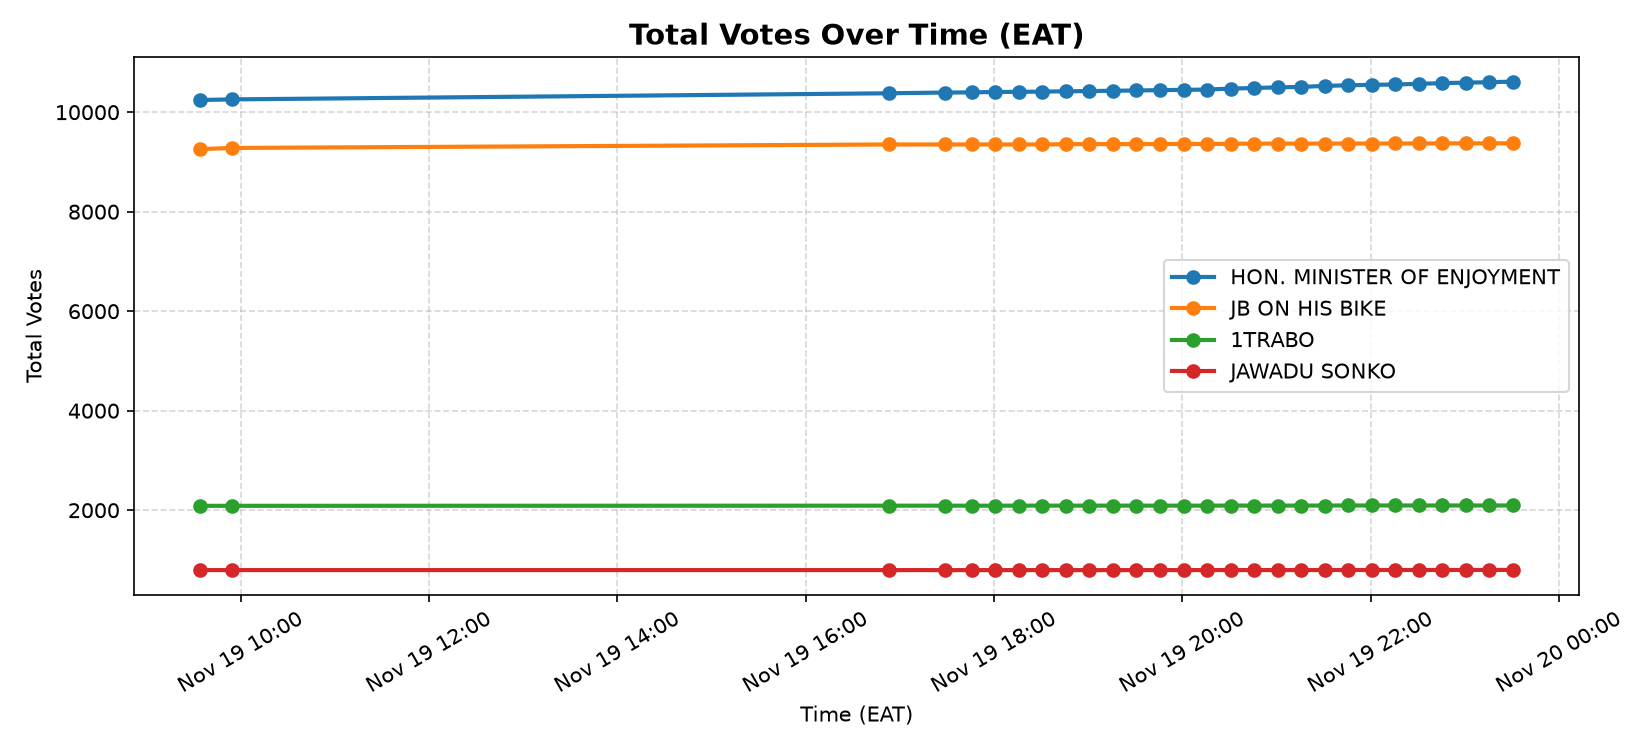 Total Votes Over Time (EAT)
Total Votes
10000
8000
6000
4000
2000
HON. MINISTER OF ENJOYMENT
JB ON HIS BIKE
1TRABO
JAWADU SONKO
Nov 19 10:00
Nov 19 12:00
Nov 19 14:00
Nov 19 16:00
Nov 19 18:00
Nov 19 20:00
Nov 19 22:00
Nov 20 00:00
Time (EAT)